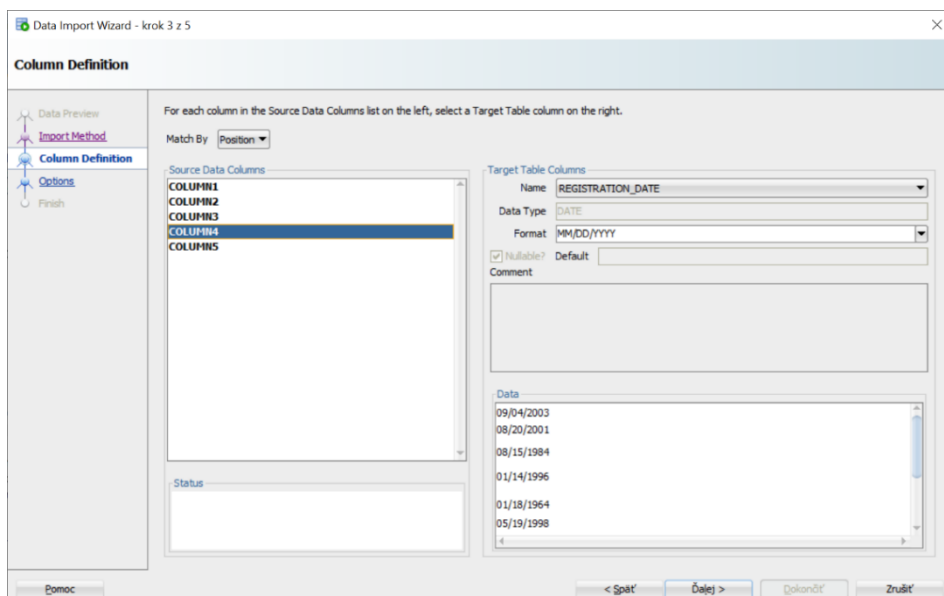 Data Import Wizard - krok 3 z 5
Column Definition
Data Preview
Import Method
Column Definition
Options
Finish
For each column in the Source Data Columns list on the left, select a Target Table column on the right.
Match By Position
Source Data Columns
COLUMN1
COLUMN2
COLUMN3
COLUMN4
COLUMN5
Status
Target Table Columns
Name REGISTRATION_DATE
Data Type DATE
Format MM/DD/YYYY
Nullable? Default
Comment
Data
09/04/2003
08/20/2001
08/15/1984
01/14/1996
01/18/1964
05/19/1998
Pomoc
< Späť
Ďalej >
Dokončiť
Zrušiť